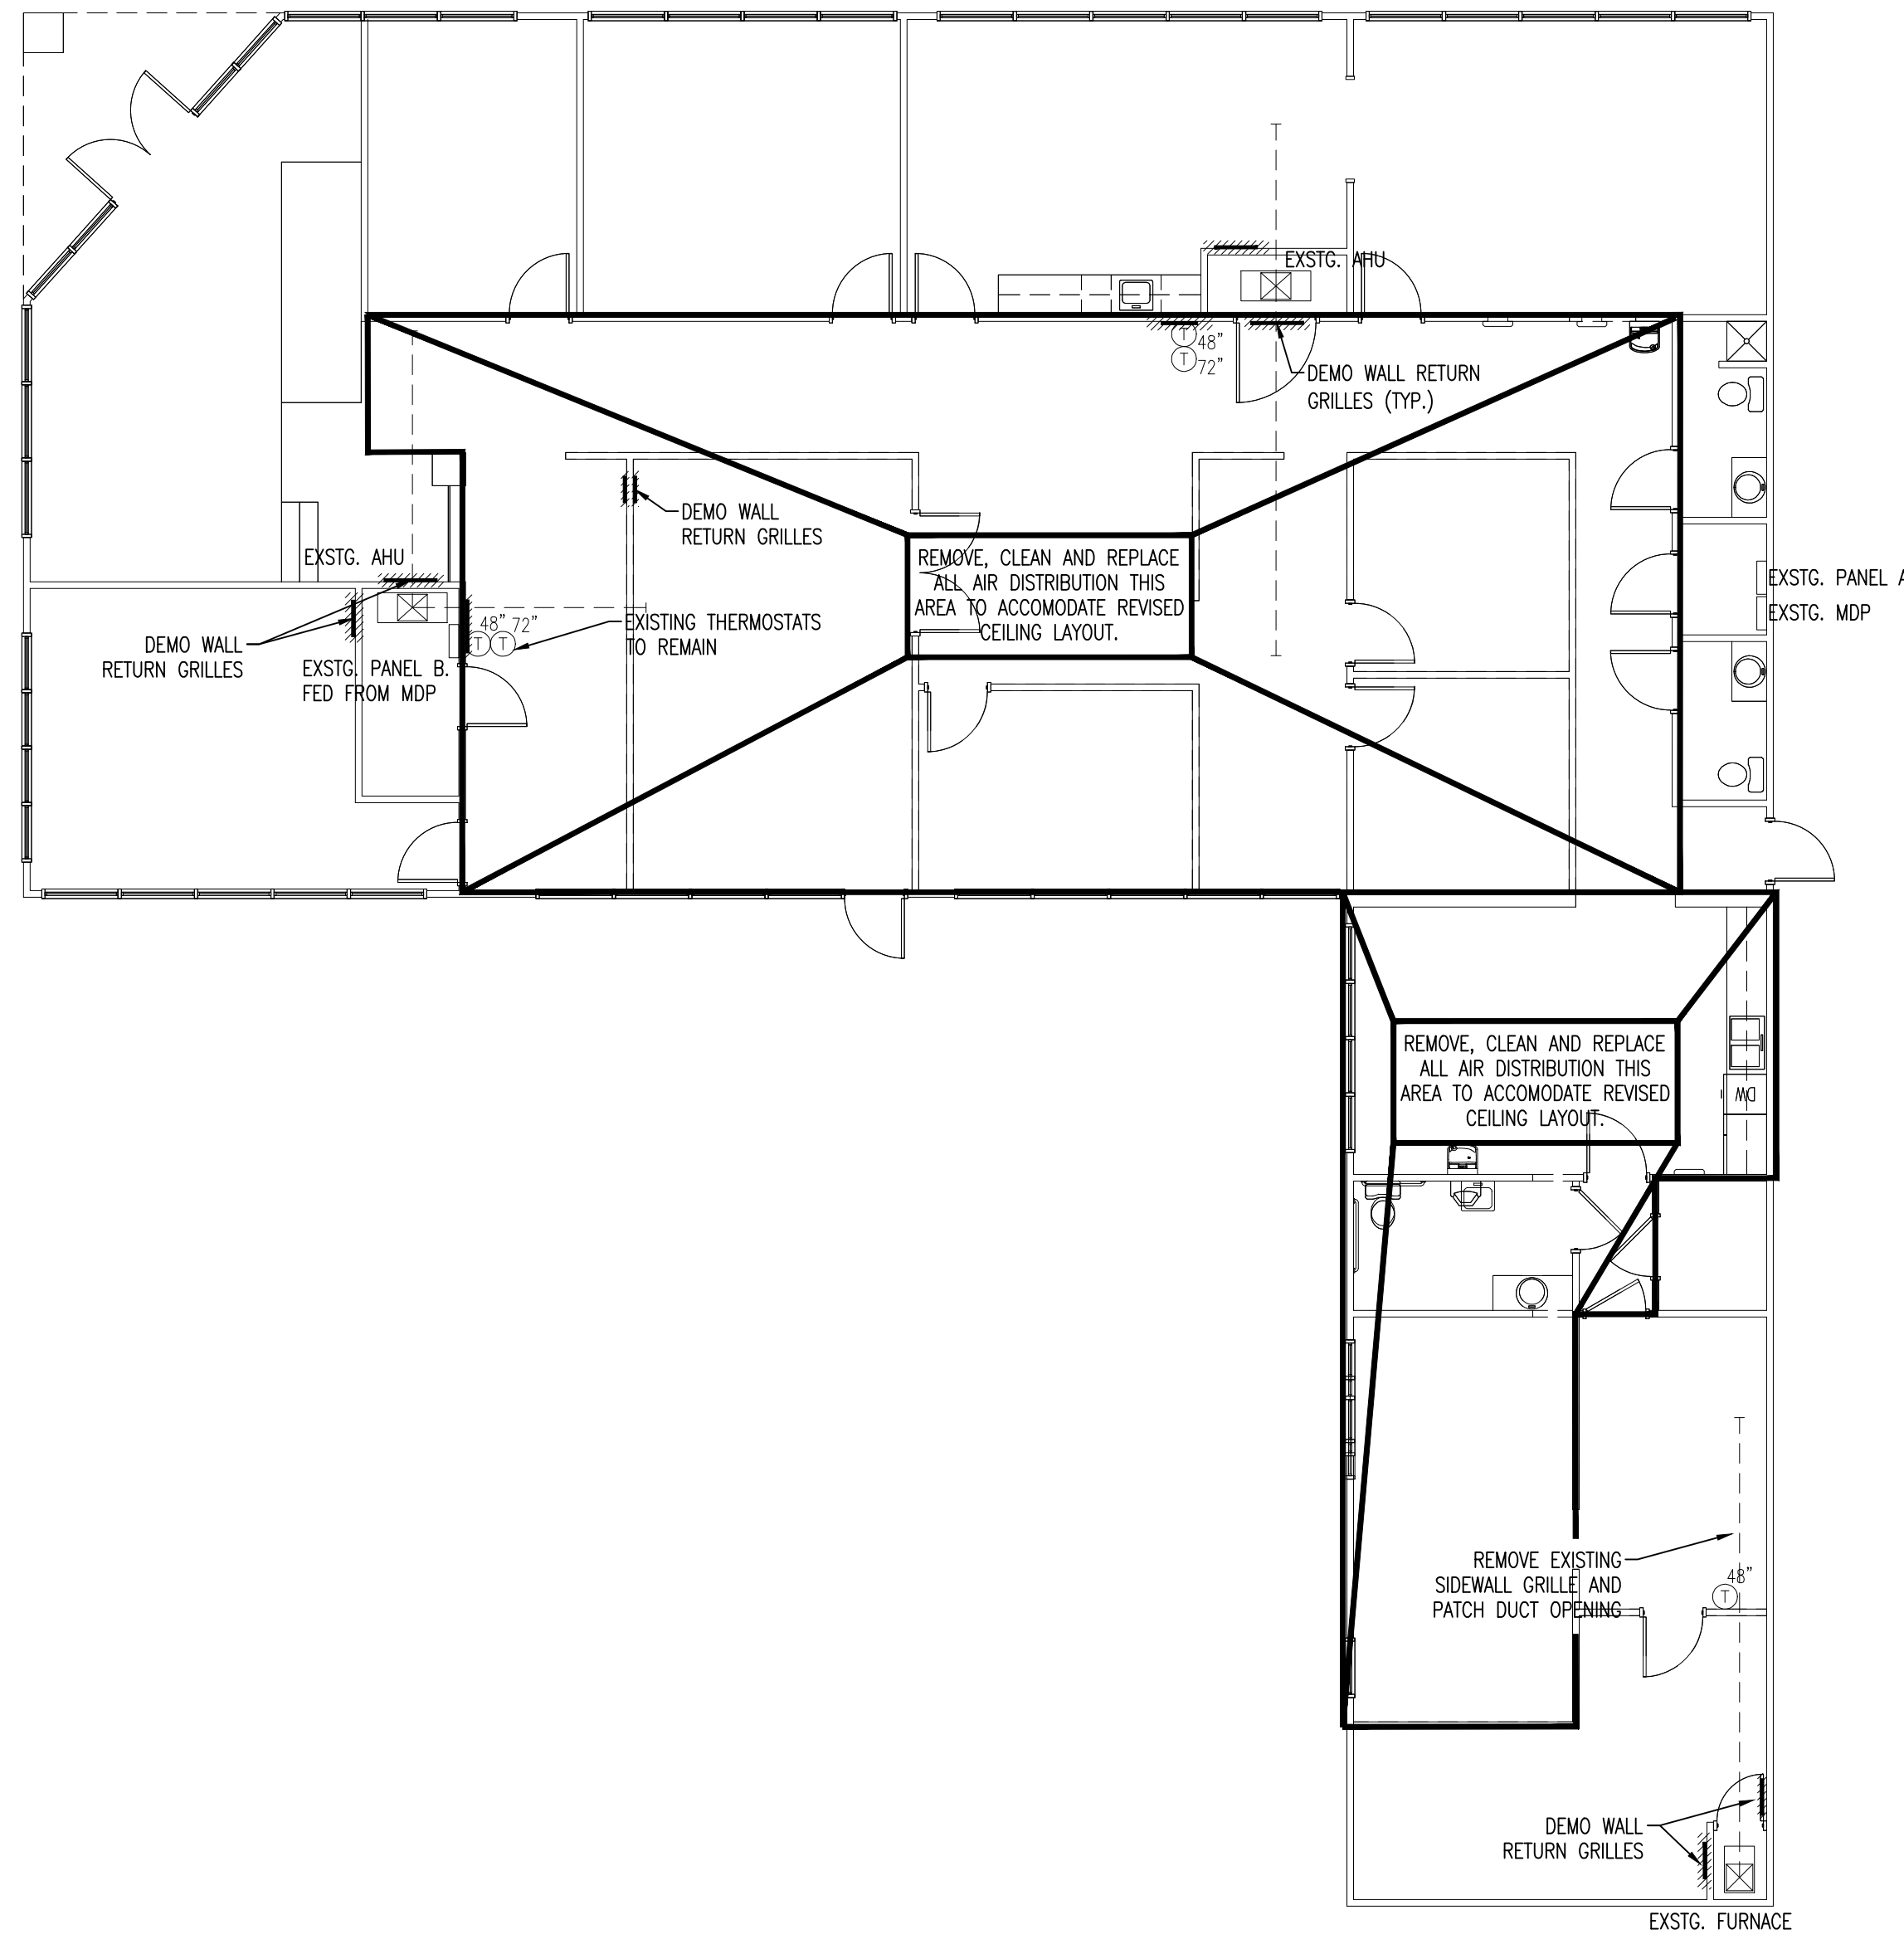 EXSTG. AHU
T 48"
T 72"
DEMO WALL RETURN
GRILLES (TYP.)
DEMO WALL
RETURN GRILLES
EXSTG. AHU
REMOVE, CLEAN AND REPLACE
ALL AIR DISTRIBUTION THIS
AREA TO ACCOMODATE REVISED
CEILING LAYOUT.
EXSTG. PANEL A
EXSTG. MDP
48" 72"
T T
EXISTING THERMOSTATS
TO REMAIN
DEMO WALL
RETURN GRILLES
EXSTG. PANEL B.
FED FROM MDP
REMOVE, CLEAN AND REPLACE
ALL AIR DISTRIBUTION THIS
AREA TO ACCOMODATE REVISED
CEILING LAYOUT.
DW
REMOVE EXISTING
SIDEWALL GRILLE AND
PATCH DUCT OPENING
48"
T
DEMO WALL
RETURN GRILLES
EXSTG. FURNACE